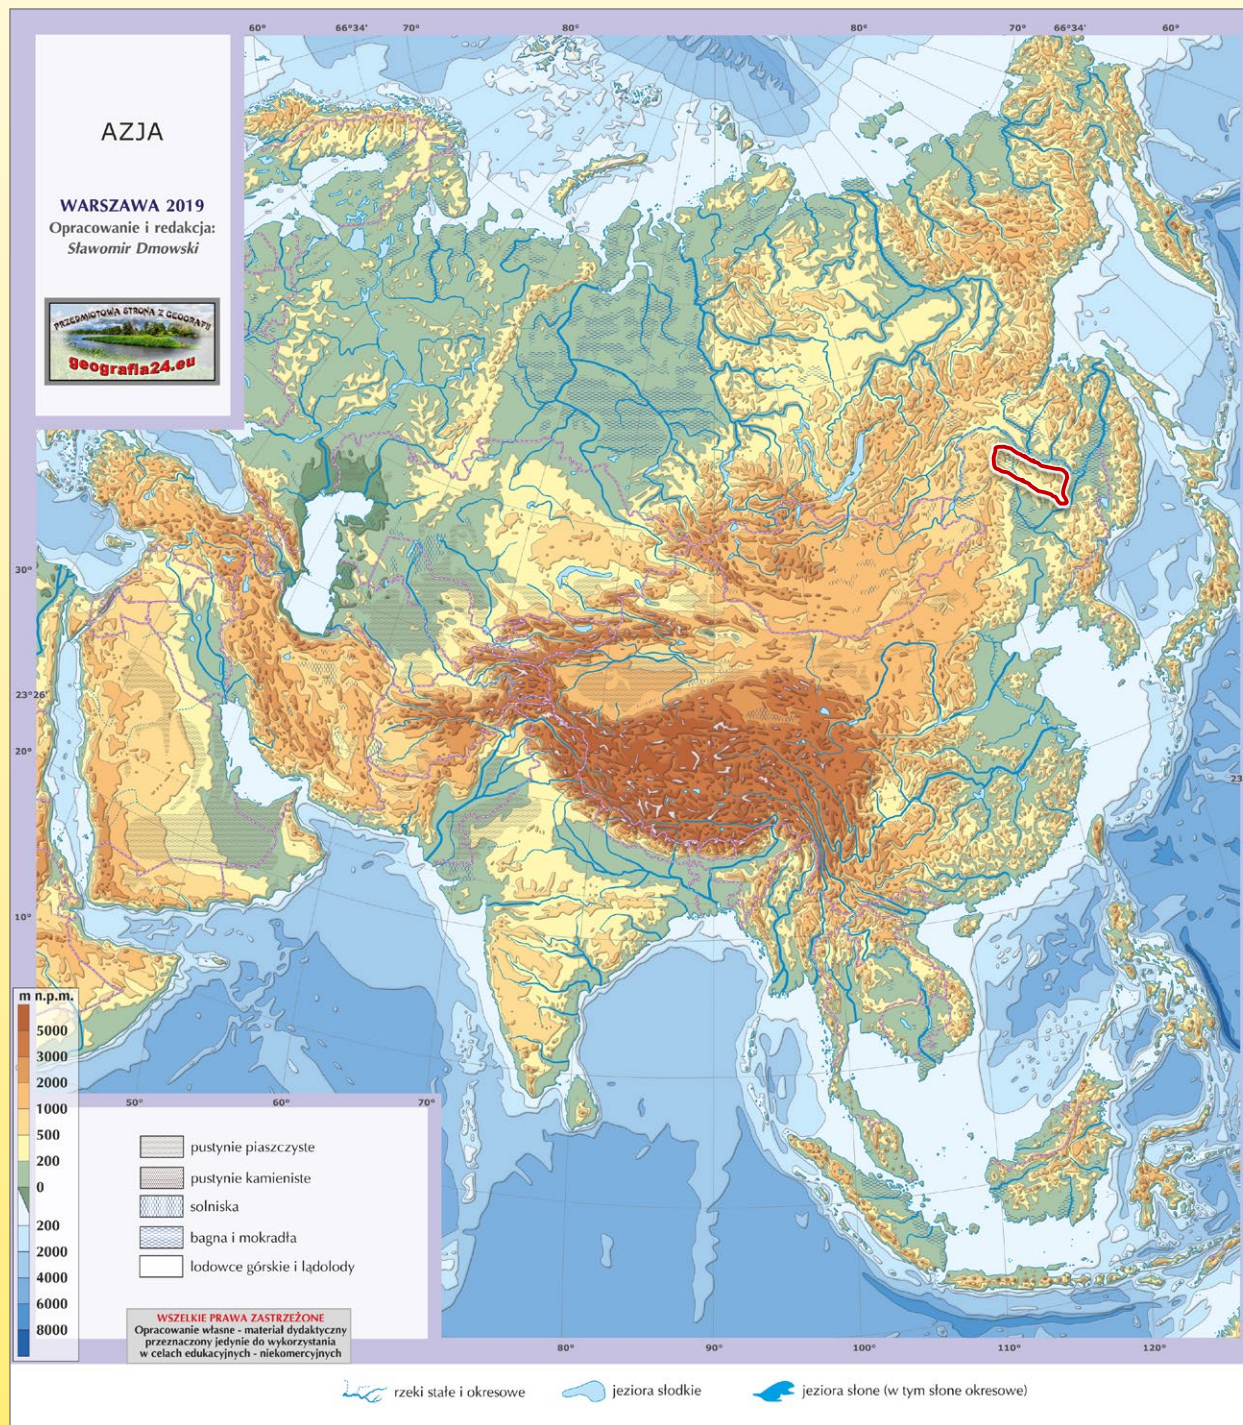 60° 66°34' 70° 80° 80° 70° 66°34' 60°
AZJA
WARSZAWA 2019
Opracowanie i redakcja:
Sławomir Dmowski
PRZEDMIOTOWA STRONA Z GEOGRAFII
geografia24.eu
30°
23°26'
20°
23
10°
m n.p.m.
5000
3000
2000
1000
500
200
0
200
2000
4000
6000
8000
50° 60° 70°
pustynie piaszczyste
pustynie kamieniste
solniska
bagna i mokradła
lodowce górskie i lądolody
WSZELKIE PRAWA ZASTRZEŻONE
Opracowanie własne - materiał dydaktyczny
przeznaczony jedynie do wykorzystania
w celach edukacyjnych - niekomercyjnych
80° 90° 100° 110° 120°
rzeki stałe i okresowe
jeziora słodkie
jeziora słone (w tym słone okresowe)